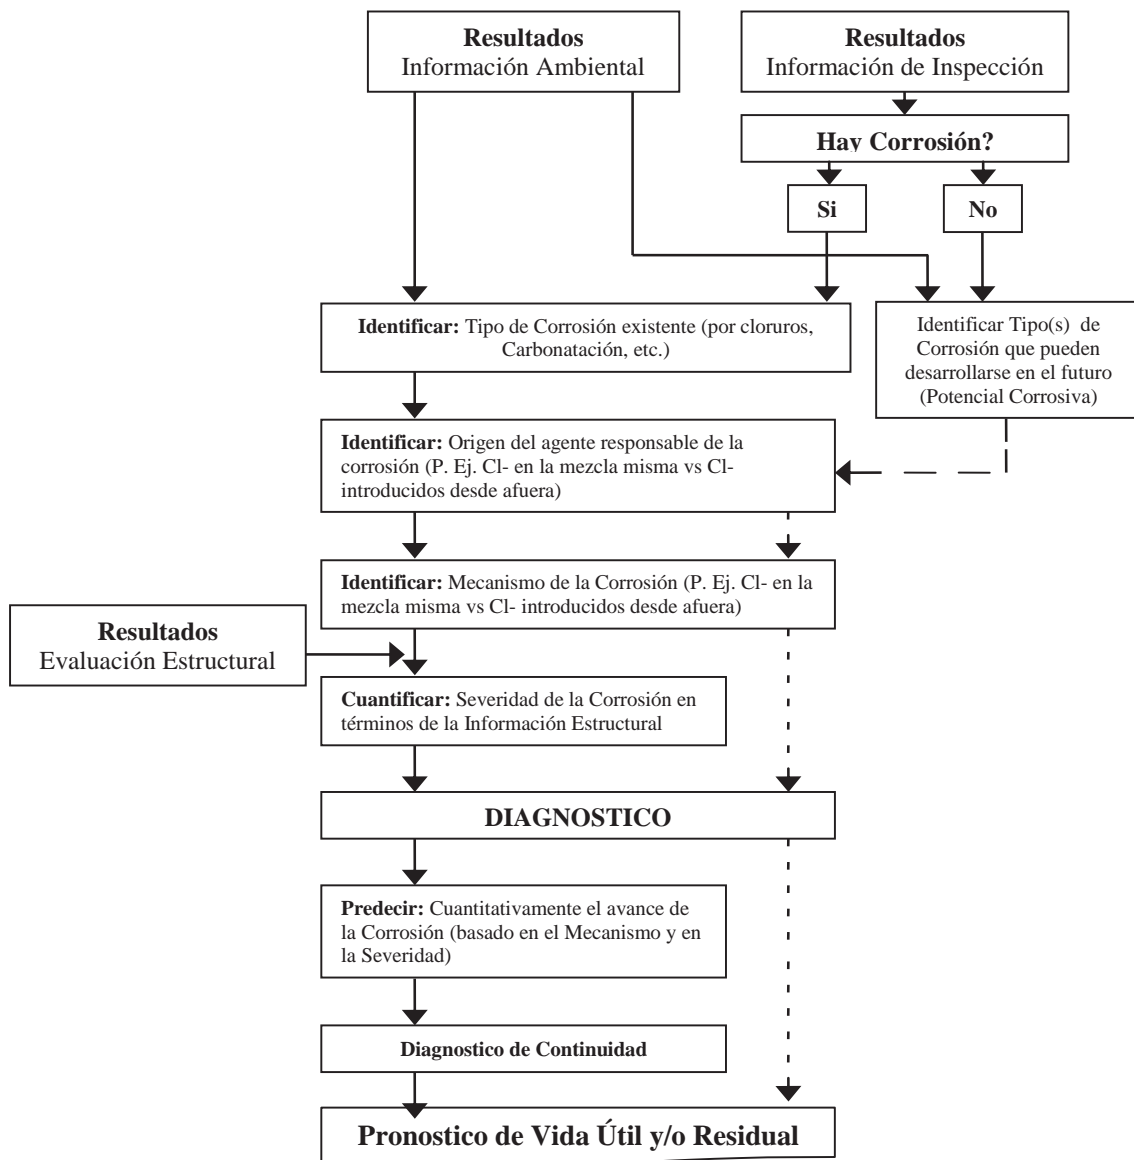 Resultados
Información Ambiental
Resultados
Información de Inspección
Hay Corrosión?
Si
No
Identificar: Tipo de Corrosión existente (por cloruros,
Carbonatación, etc.)
Identificar Tipo(s) de
Corrosión que pueden
desarrollarse en el futuro
(Potencial Corrosiva)
Identificar: Origen del agente responsable de la
corrosión (P. Ej. Cl- en la mezcla misma vs Cl-
introducidos desde afuera)
Identificar: Mecanismo de la Corrosión (P. Ej. Cl- en la
mezcla misma vs Cl- introducidos desde afuera)
Resultados
Evaluación Estructural
Cuantificar: Severidad de la Corrosión en
términos de la Información Estructural
DIAGNOSTICO
Predecir: Cuantitativamente el avance de
la Corrosión (basado en el Mecanismo y en
la Severidad)
Diagnostico de Continuidad
Pronostico de Vida Útil y/o Residual